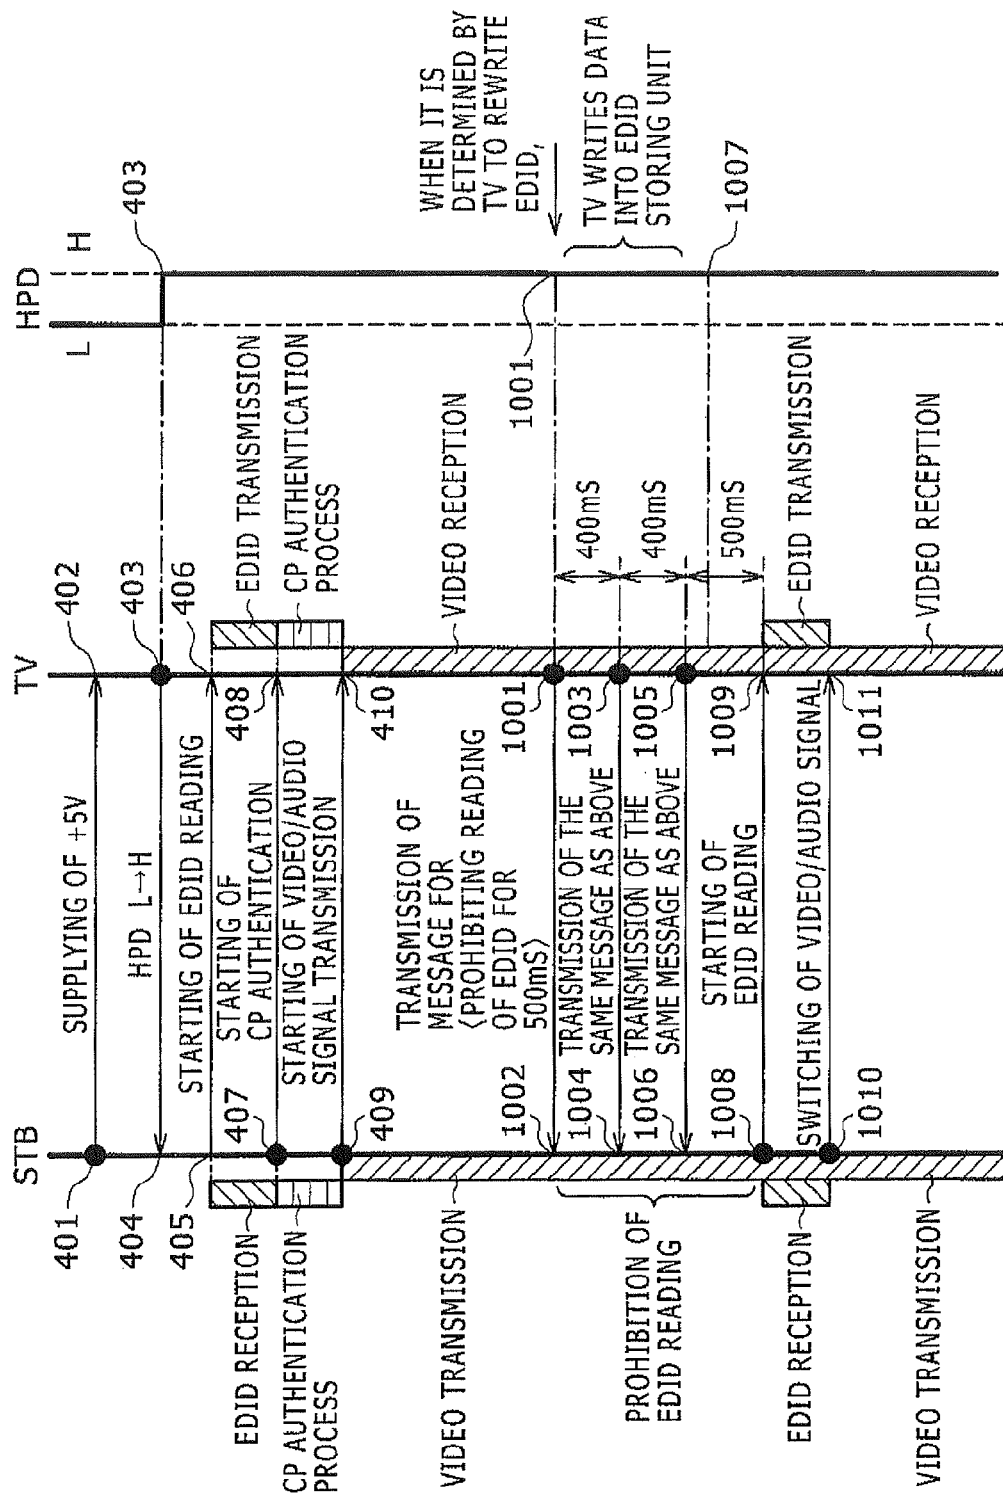 STB
TV
HPD
L
H
401
SUPPLYING OF +5V
402
404
HPD L→H
403
403
405
STARTING OF EDID READING
406
EDID RECEPTION
407
STARTING OF
CP AUTHENTICATION
408
EDID TRANSMISSION
CP AUTHENTICATION
PROCESS
409
STARTING OF VIDEO/AUDIO
SIGNAL TRANSMISSION
410
CP AUTHENTICATION
PROCESS
VIDEO TRANSMISSION
VIDEO RECEPTION
TRANSMISSION OF
MESSAGE FOR
<PROHIBITING READING
OF EDID FOR
500mS>
1002
1001
1001
WHEN IT IS
DETERMINED BY
TV TO REWRITE
EDID,
1004
TRANSMISSION OF THE
SAME MESSAGE AS ABOVE
1003
400mS
TV WRITES DATA
INTO EDID
STORING UNIT
1006
TRANSMISSION OF THE
SAME MESSAGE AS ABOVE
1005
400mS
PROHIBITION OF
EDID READING
1007
1008
STARTING OF
EDID READING
1009
500mS
EDID RECEPTION
EDID TRANSMISSION
1010
SWITCHING OF VIDEO/AUDIO SIGNAL
1011
VIDEO TRANSMISSION
VIDEO RECEPTION